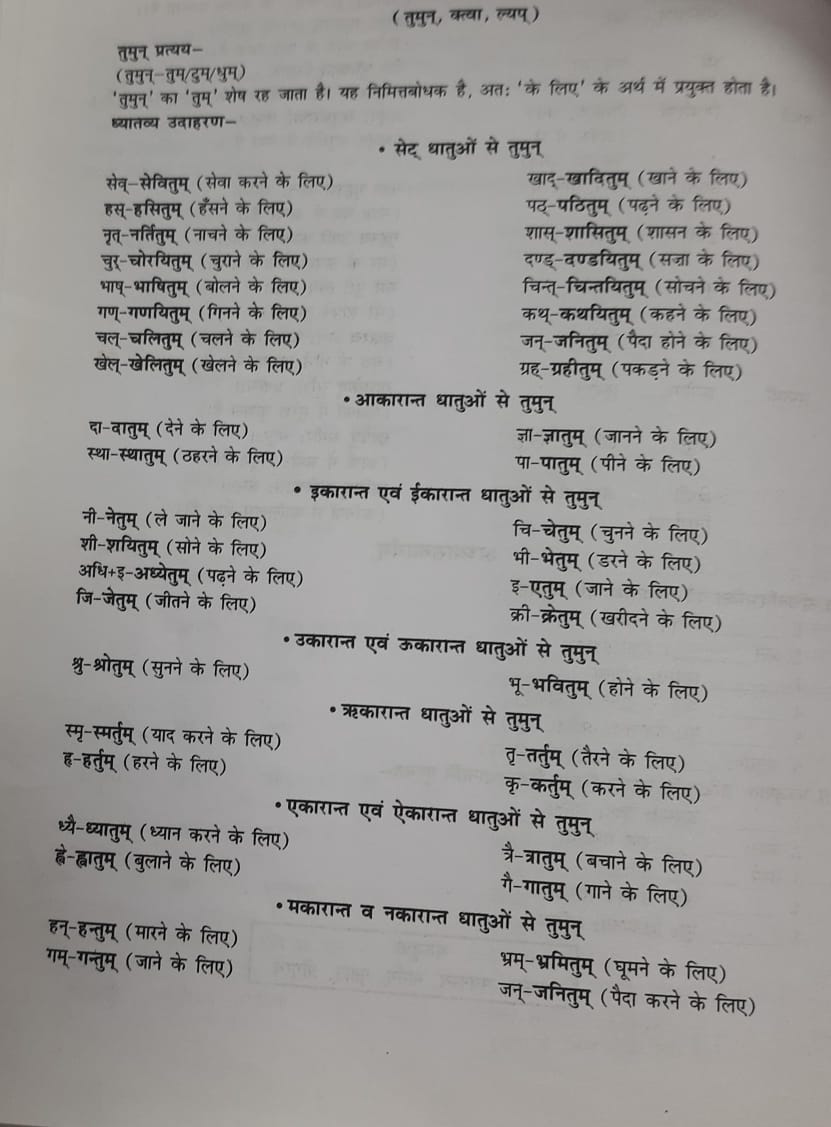 (तुमुन्, क्त्वा, ल्यप्)
तुमुन् प्रत्यय–
(तुमुन्–तुम्/टुम्/धुम्)
'तुमुन्' का 'तुम्' शेष रह जाता है। यह निमित्तबोधक है, अतः 'के लिए' के अर्थ में प्रयुक्त होता है।
ध्यातव्य उदाहरण–
• सेट् धातुओं से तुमुन्
सेव्–सेवितुम् (सेवा करने के लिए) खाद्–खादितुम् (खाने के लिए)
हस्–हसितुम् (हँसने के लिए) पठ्–पठितुम् (पढ़ने के लिए)
नृत्–नर्तितुम् (नाचने के लिए) शास्–शासितुम् (शासन के लिए)
चुर्–चोरयितुम् (चुराने के लिए) दण्ड्–दण्डयितुम् (सज़ा के लिए)
भाष्–भाषितुम् (बोलने के लिए) चिन्त्–चिन्तयितुम् (सोचने के लिए)
गण्–गणयितुम् (गिनने के लिए) कथ्–कथयितुम् (कहने के लिए)
चल्–चलितुम् (चलने के लिए) जन्–जनितुम् (पैदा होने के लिए)
खेल्–खेलितुम् (खेलने के लिए) ग्रह्–ग्रहीतुम् (पकड़ने के लिए)
• आकारान्त धातुओं से तुमुन्
दा–दातुम् (देने के लिए) ज्ञा–ज्ञातुम् (जानने के लिए)
स्था–स्थातुम् (ठहरने के लिए) पा–पातुम् (पीने के लिए)
• इकारान्त एवं ईकारान्त धातुओं से तुमुन्
नी–नेतुम् (ले जाने के लिए) चि–चेतुम् (चुनने के लिए)
शी–शयितुम् (सोने के लिए) भी–भेतुम् (डरने के लिए)
अधि+इ–अध्येतुम् (पढ़ने के लिए) इ–एतुम् (जाने के लिए)
जि–जेतुम् (जीतने के लिए) क्री–क्रेतुम् (खरीदने के लिए)
• उकारान्त एवं ऊकारान्त धातुओं से तुमुन्
श्रु–श्रोतुम् (सुनने के लिए) भू–भवितुम् (होने के लिए)
• ऋकारान्त धातुओं से तुमुन्
स्मृ–स्मर्तुम् (याद करने के लिए) तृ–तर्तुम् (तैरने के लिए)
हृ–हर्तुम् (हरने के लिए) कृ–कर्तुम् (करने के लिए)
• एकारान्त एवं ऐकारान्त धातुओं से तुमुन्
ध्यै–ध्यातुम् (ध्यान करने के लिए) त्रै–त्रातुम् (बचाने के लिए)
ह्वे–ह्वातुम् (बुलाने के लिए) गै–गातुम् (गाने के लिए)
• मकारान्त व नकारान्त धातुओं से तुमुन्
हन्–हन्तुम् (मारने के लिए) भ्रम्–भ्रमितुम् (घूमने के लिए)
गम्–गन्तुम् (जाने के लिए) जन्–जनितुम् (पैदा करने के लिए)